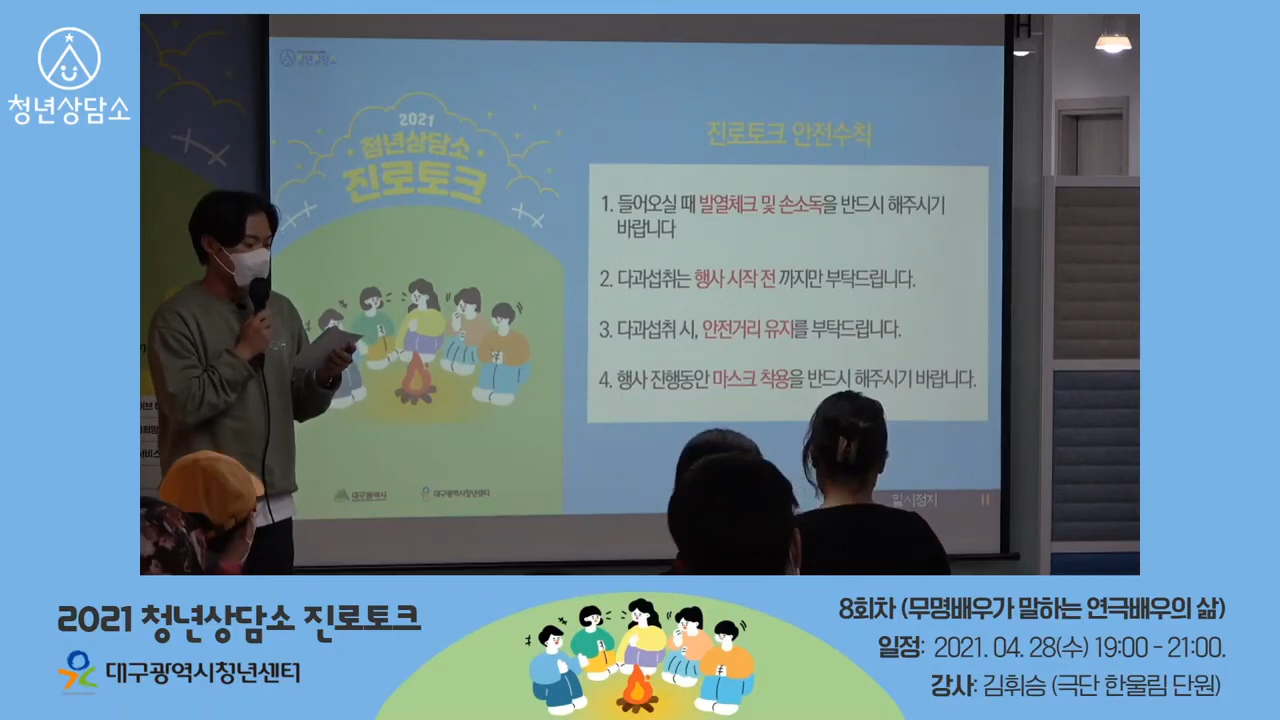 청년상담소
2021
청년상담소
진로토크
대구광역시
대구광역시청년센터
진로토크 안전수칙
1. 들어오실 때 발열체크 및 손소독을 반드시 해주시기
바랍니다
2. 다과섭취는 행사 시작 전 까지만 부탁드립니다.
3. 다과섭취 시, 안전거리 유지를 부탁드립니다.
4. 행사 진행동안 마스크 착용을 반드시 해주시기 바랍니다.
일시정지
2021 청년상담소 진로토크
대구광역시청년센터
8회차 (무명배우가 말하는 연극배우의 삶)
일정: 2021. 04. 28(수) 19:00 - 21:00.
강사: 김휘승 (극단 한울림 단원)